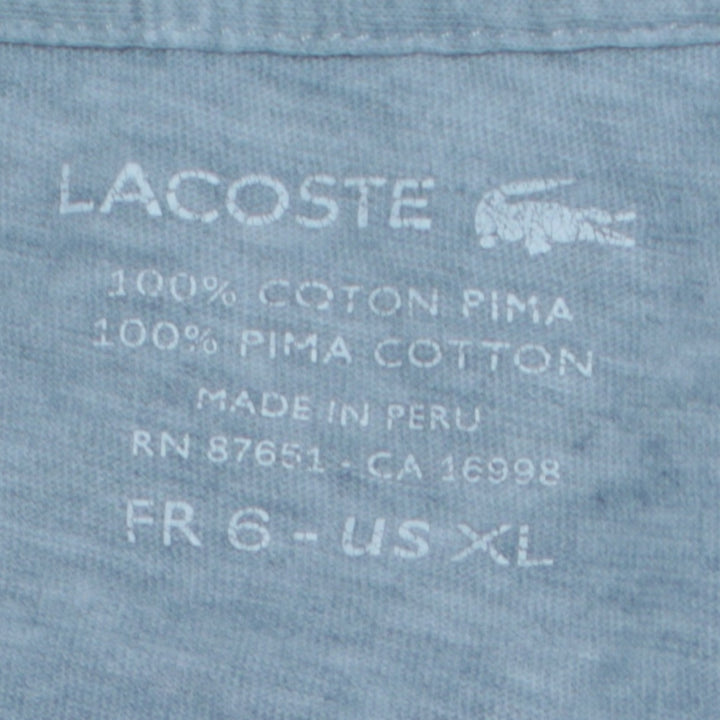 LACOSTE
100% COTON PIMA
100% PIMA COTTON
MADE IN PERU
RN 87651 - CA 16998
FR 6 - US XL